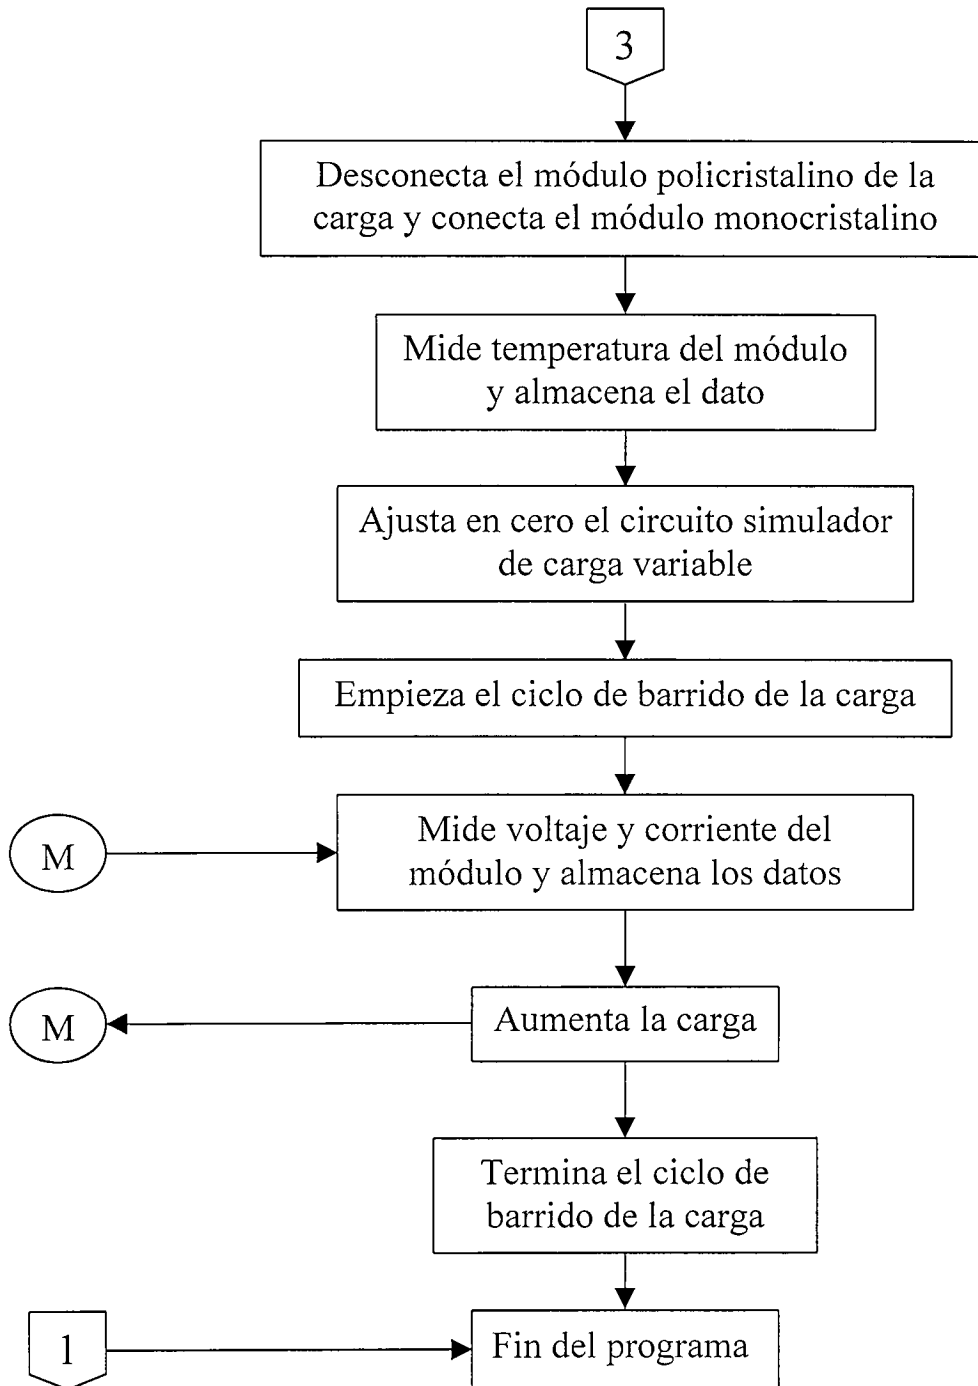 3
Desconecta el módulo policristalino de la
carga y conecta el módulo monocristalino
Mide temperatura del módulo
y almacena el dato
Ajusta en cero el circuito simulador
de carga variable
Empieza el ciclo de barrido de la carga
M
Mide voltaje y corriente del
módulo y almacena los datos
M
Aumenta la carga
Termina el ciclo de
barrido de la carga
1
Fin del programa